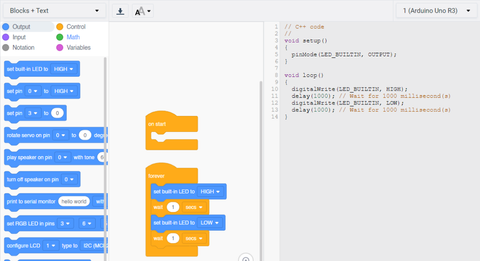 Blocks + Text
1 (Arduino Uno R3)
Output
Control
Input
Math
Notation
Variables
set built-in LED to HIGH
set pin 0 to HIGH
set pin 3 to 0
rotate servo on pin 0 to 0 degre
play speaker on pin 0 with tone 6
turn off speaker on pin 0
print to serial monitor hello world wit
set RGB LED in pins 3 6
configure LCD 1 type to I2C (MC
on start
forever
set built-in LED to HIGH
wait 1 secs
set built-in LED to LOW
wait 1 secs
1 // C++ code
2 //
3 void setup()
4 {
5 pinMode(LED_BUILTIN, OUTPUT);
6 }
7
8 void loop()
9 {
10 digitalWrite(LED_BUILTIN, HIGH);
11 delay(1000); // Wait for 1000 millisecond(s)
12 digitalWrite(LED_BUILTIN, LOW);
13 delay(1000); // Wait for 1000 millisecond(s)
14 }